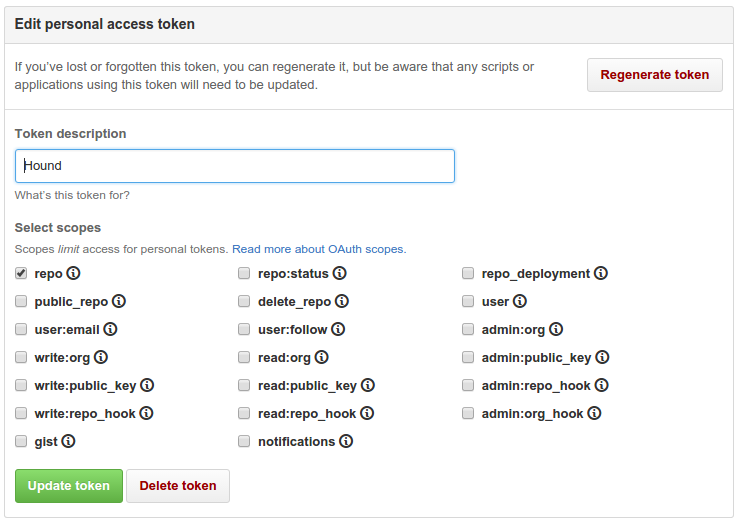 Edit personal access token
If you've lost or forgotten this token, you can regenerate it, but be aware that any scripts or
applications using this token will need to be updated.
Regenerate token
Token description
Hound
What's this token for?
Select scopes
Scopes limit access for personal tokens. Read more about OAuth scopes.
repo repo:status repo_deployment
public_repo delete_repo user
user:email user:follow admin:org
write:org read:org admin:public_key
write:public_key read:public_key admin:repo_hook
write:repo_hook read:repo_hook admin:org_hook
gist notifications
Update token Delete token